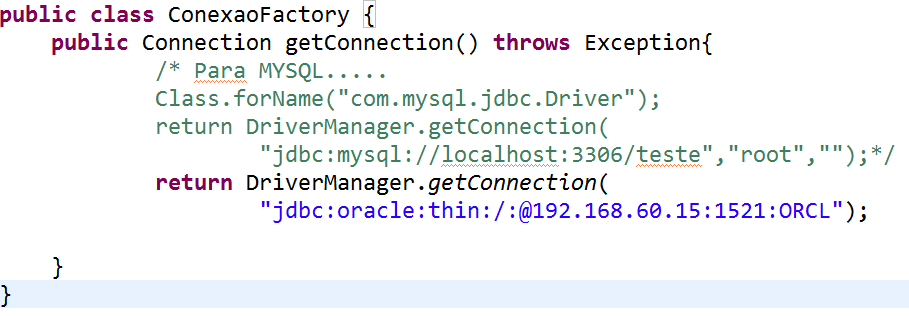 public class ConexaoFactory {
public Connection getConnection() throws Exception{
/* Para MYSQL.....
Class.forName("com.mysql.jdbc.Driver");
return DriverManager.getConnection(
"jdbc:mysql://localhost:3306/teste","root","");*/
return DriverManager.getConnection(
"jdbc:oracle:thin:/:@192.168.60.15:1521:ORCL");
}
}